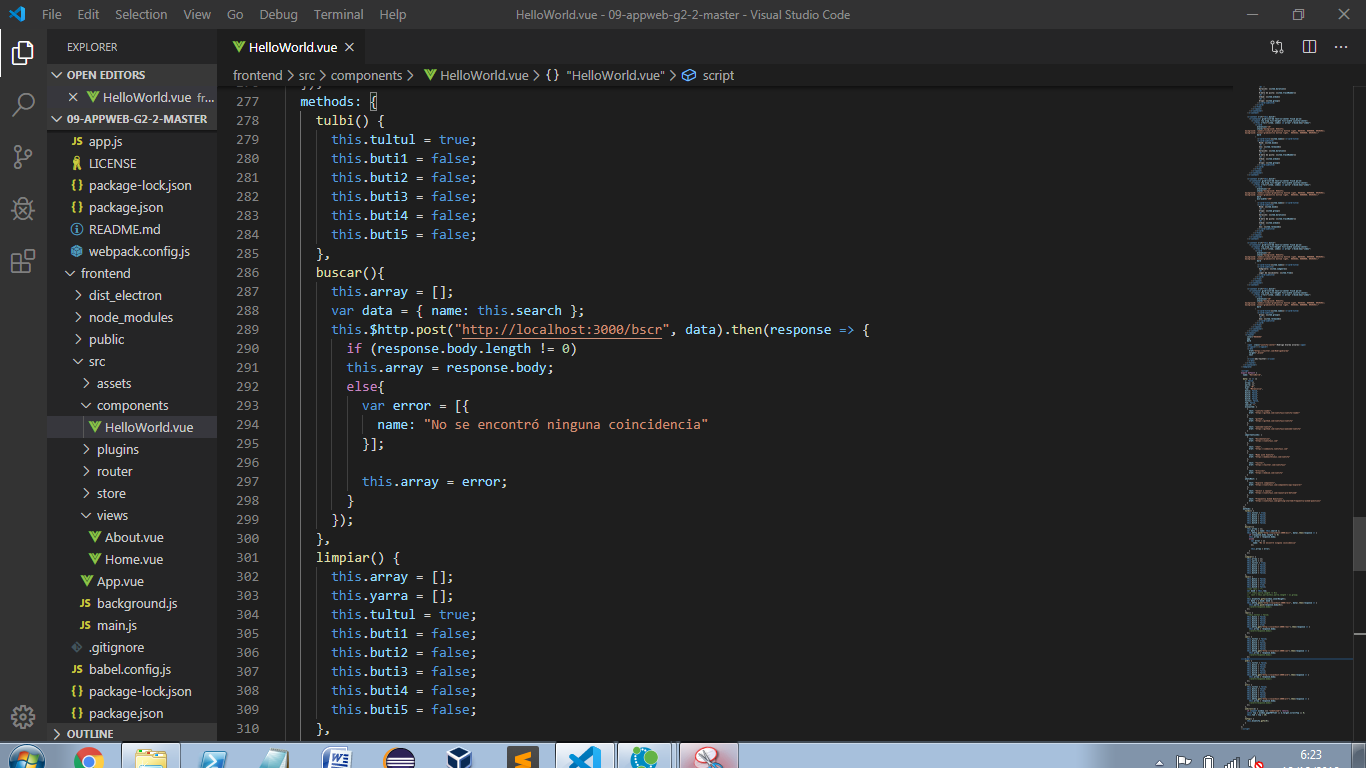 File Edit Selection View Go Debug Terminal Help HelloWorld.vue - 09-appweb-g2-2-master - Visual Studio Code
EXPLORER
OPEN EDITORS
HelloWorld.vue fr...
09-APPWEB-G2-2-MASTER
app.js
LICENSE
package-lock.json
package.json
README.md
webpack.config.js
frontend
dist_electron
node_modules
public
src
assets
components
HelloWorld.vue
plugins
router
store
views
About.vue
Home.vue
App.vue
background.js
main.js
.gitignore
babel.config.js
package-lock.json
package.json
OUTLINE
HelloWorld.vue
frontend > src > components > HelloWorld.vue > {} "HelloWorld.vue" > script
277 methods: {
278 tulbi() {
279 this.tultul = true;
280 this.buti1 = false;
281 this.buti2 = false;
282 this.buti3 = false;
283 this.buti4 = false;
284 this.buti5 = false;
285 },
286 buscar(){
287 this.array = [];
288 var data = { name: this.search };
289 this.$http.post("http://localhost:3000/bscr", data).then(response => {
290 if (response.body.length != 0)
291 this.array = response.body;
292 else{
293 var error = [{
294 name: "No se encontró ninguna coincidencia"
295 }];
296
297 this.array = error;
298 }
299 });
300 },
301 limpiar() {
302 this.array = [];
303 this.yarra = [];
304 this.tultul = true;
305 this.buti1 = false;
306 this.buti2 = false;
307 this.buti3 = false;
308 this.buti4 = false;
309 this.buti5 = false;
310 },
6:23